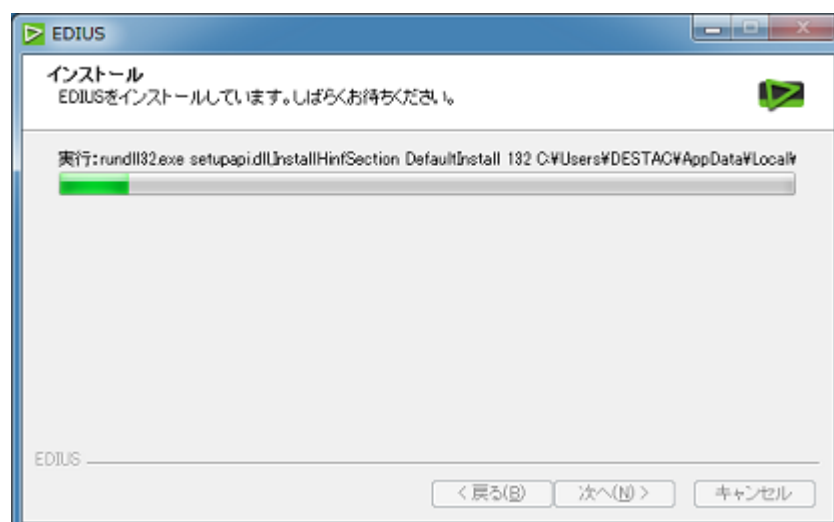 EDIUS
インストール
EDIUSをインストールしています。しばらくお待ちください。
実行:rundll32.exe setupapi.dll,InstallHinfSection DefaultInstall 132 C:¥Users¥DESTAC¥AppData¥Local¥
EDIUS
< 戻る(B) 次へ(N) > キャンセル